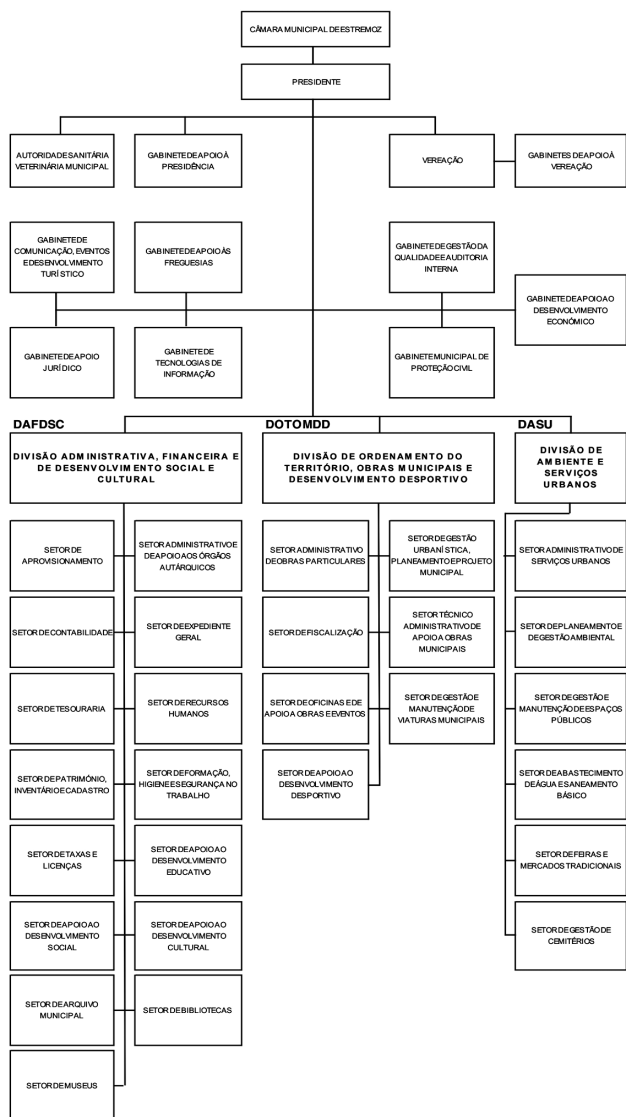 CÂMARA MUNICIPAL DE ESTREMOZ
PRESIDENTE
AUTORIDADE SANITÁRIA
VETERINÁRIA MUNICIPAL
GABINETE DE APOIO À
PRESIDÊNCIA
VEREAÇÃO
GABINETES DE APOIO À
VEREAÇÃO
GABINETE DE
COMUNICAÇÃO, EVENTOS
E DESENVOLVIMENTO
TURÍSTICO
GABINETE DE APOIO ÀS
FREGUESIAS
GABINETE DE GESTÃO DA
QUALIDADE E AUDITORIA
INTERNA
GABINETE DE APOIO AO
DESENVOLVIMENTO
ECONÓMICO
GABINETE DE APOIO
JURÍDICO
GABINETE DE
TECNOLOGIAS DE
INFORMAÇÃO
GABINETE MUNICIPAL DE
PROTEÇÃO CIVIL
DAFDSC
DIVISÃO ADMINISTRATIVA, FINANCEIRA E
DE DESENVOLVIMENTO SOCIAL E
CULTURAL
DOTOMDD
DIVISÃO DE ORDENAMENTO DO
TERRITÓRIO, OBRAS MUNICIPAIS E
DESENVOLVIMENTO DESPORTIVO
DASU
DIVISÃO DE
AMBIENTE E
SERVIÇOS
URBANOS
SETOR DE
APROVISIONAMENTO
SETOR ADMINISTRATIVO E
DE APOIO AOS ÓRGÃOS
AUTÁRQUICOS
SETOR DE CONTABILIDADE
SETOR DE EXPEDIENTE
GERAL
SETOR DE TESOURARIA
SETOR DE RECURSOS
HUMANOS
SETOR DE PATRIMÓNIO,
INVENTÁRIO E CADASTRO
SETOR DE FORMAÇÃO,
HIGIENE E SEGURANÇA NO
TRABALHO
SETOR DE TAXAS E
LICENÇAS
SETOR DE APOIO AO
DESENVOLVIMENTO
EDUCATIVO
SETOR DE APOIO AO
DESENVOLVIMENTO
SOCIAL
SETOR DE APOIO AO
DESENVOLVIMENTO
CULTURAL
SETOR DE ARQUIVO
MUNICIPAL
SETOR DE BIBLIOTECAS
SETOR DE MUSEUS
SETOR ADMINISTRATIVO
DE OBRAS PARTICULARES
SETOR DE GESTÃO
URBANÍSTICA,
PLANEAMENTO E PROJETO
MUNICIPAL
SETOR DE FISCALIZAÇÃO
SETOR TÉCNICO
ADMINISTRATIVO DE
APOIO A OBRAS
MUNICIPAIS
SETOR DE OFICINAS E DE
APOIO A OBRAS E EVENTOS
SETOR DE GESTÃO E
MANUTENÇÃO DE
VIATURAS MUNICIPAIS
SETOR DE APOIO AO
DESENVOLVIMENTO
DESPORTIVO
SETOR ADMINISTRATIVO DE
SERVIÇOS URBANOS
SETOR DE PLANEAMENTO E
DE GESTÃO AMBIENTAL
SETOR DE GESTÃO E
MANUTENÇÃO DE ESPAÇOS
PÚBLICOS
SETOR DE ABASTECIMENTO
DE ÁGUA E SANEAMENTO
BÁSICO
SETOR DE FEIRAS E
MERCADOS TRADICIONAIS
SETOR DE GESTÃO DE
CEMITÉRIOS